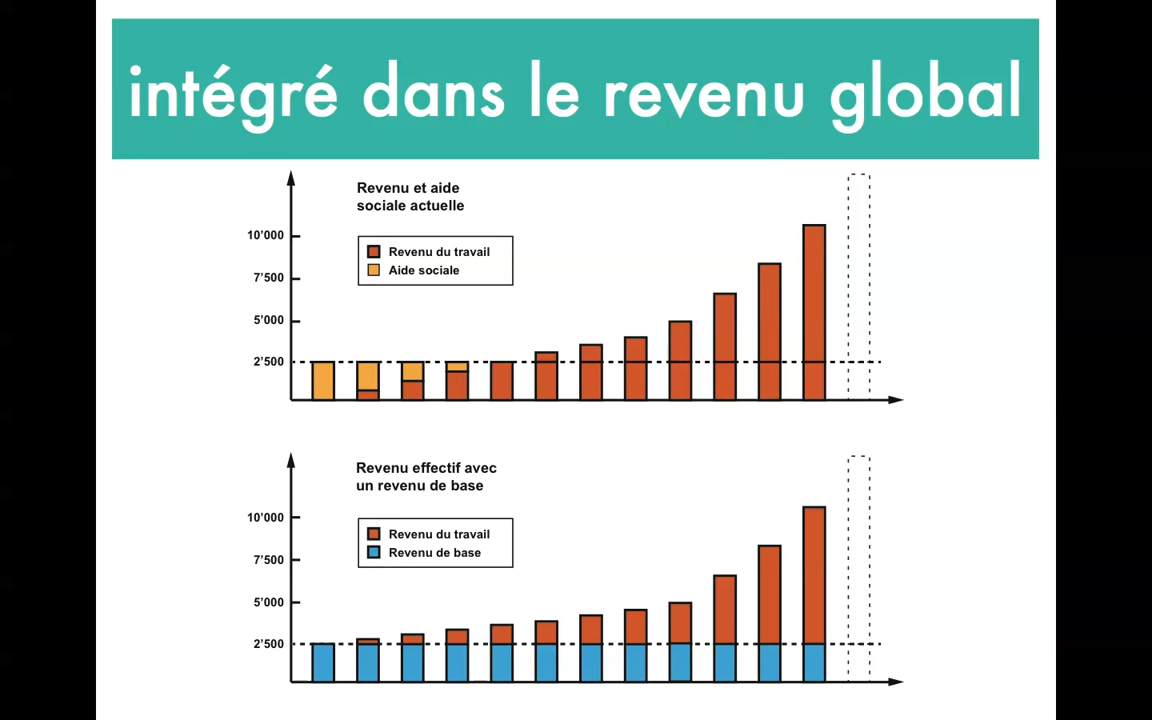 intégré dans le revenu global
Revenu et aide
sociale actuelle
10’000
7’500
5’000
2’500
Revenu du travail
Aide sociale
Revenu effectif avec
un revenu de base
10’000
7’500
5’000
2’500
Revenu du travail
Revenu de base